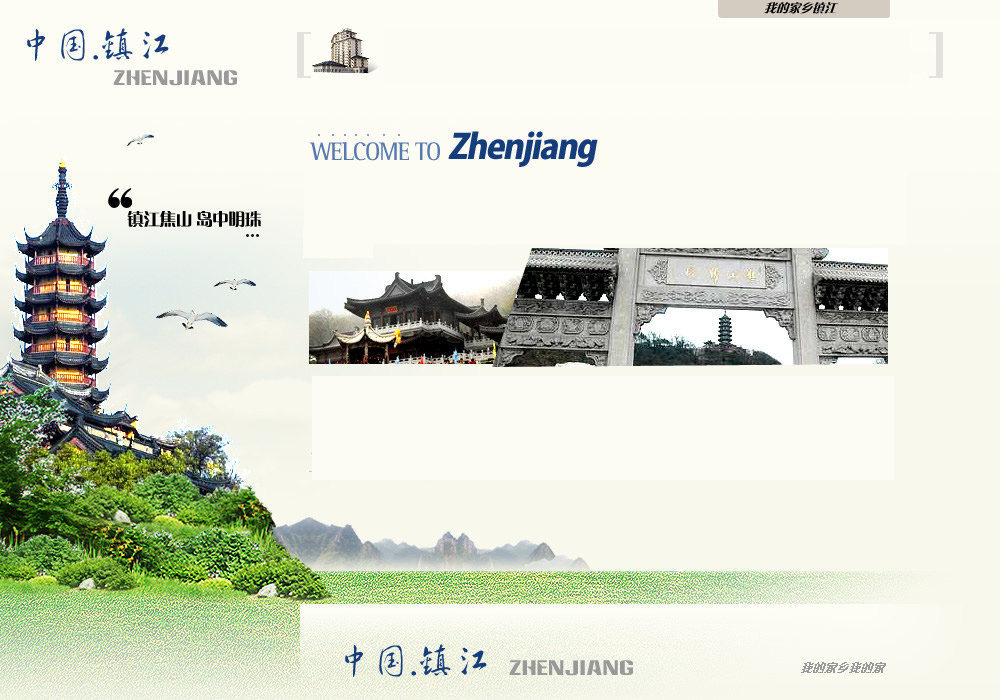 我的家乡镇江
中国.镇江
ZHENJIANG
WELCOME TO Zhenjiang
“镇江焦山 岛中明珠
...
中国.镇江
ZHENJIANG
我的家乡我的家